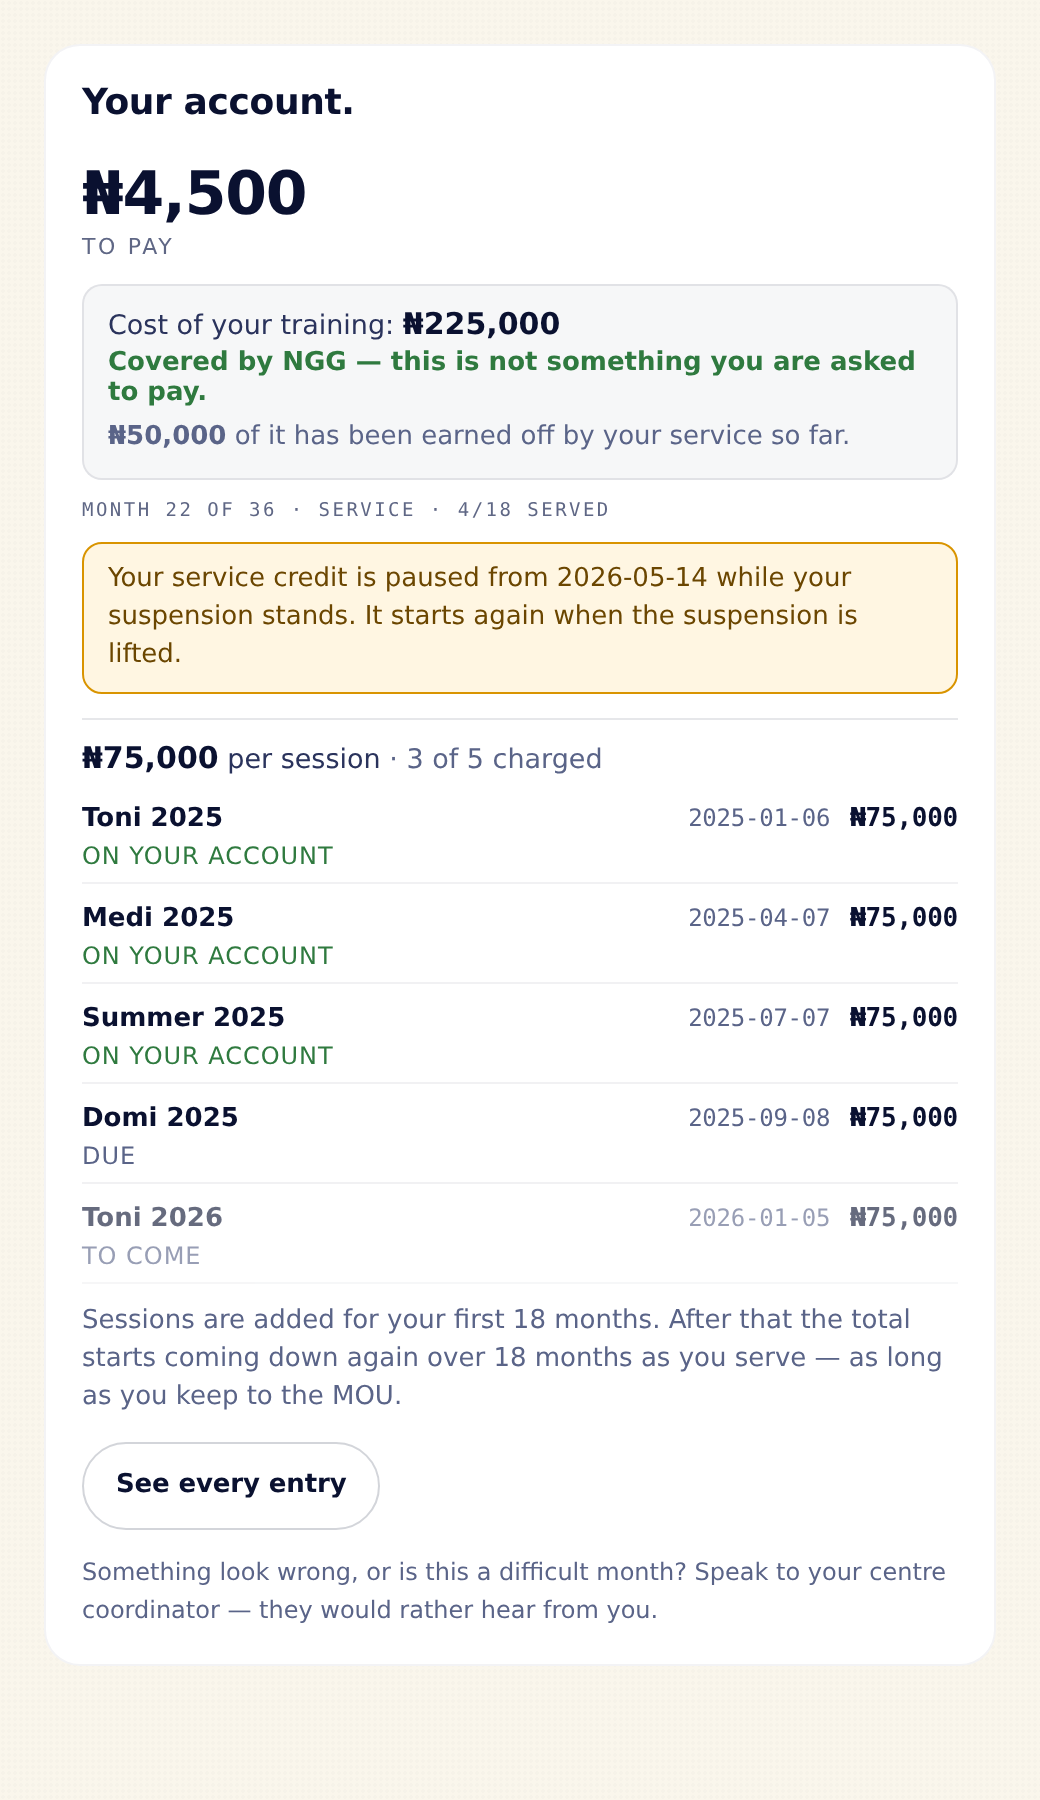 Your account.
₦4,500
TO PAY
Cost of your training: ₦225,000
Covered by NGG — this is not something you are asked
to pay.
₦50,000 of it has been earned off by your service so far.
MONTH 22 OF 36 · SERVICE · 4/18 SERVED
Your service credit is paused from 2026-05-14 while your
suspension stands. It starts again when the suspension is
lifted.
₦75,000 per session · 3 of 5 charged
Toni 2025 2025-01-06 ₦75,000
ON YOUR ACCOUNT
Medi 2025 2025-04-07 ₦75,000
ON YOUR ACCOUNT
Summer 2025 2025-07-07 ₦75,000
ON YOUR ACCOUNT
Domi 2025 2025-09-08 ₦75,000
DUE
Toni 2026 2026-01-05 ₦75,000
TO COME
Sessions are added for your first 18 months. After that the total
starts coming down again over 18 months as you serve — as long
as you keep to the MOU.
See every entry
Something look wrong, or is this a difficult month? Speak to your centre
coordinator — they would rather hear from you.